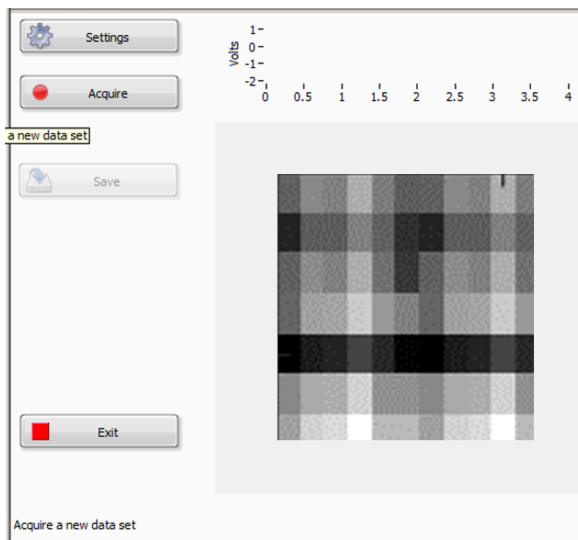 Settings
Acquire
a new data set
Save
Exit
Acquire a new data set
Volts
1
0
-1
-2
0 0.5 1 1.5 2 2.5 3 3.5 4